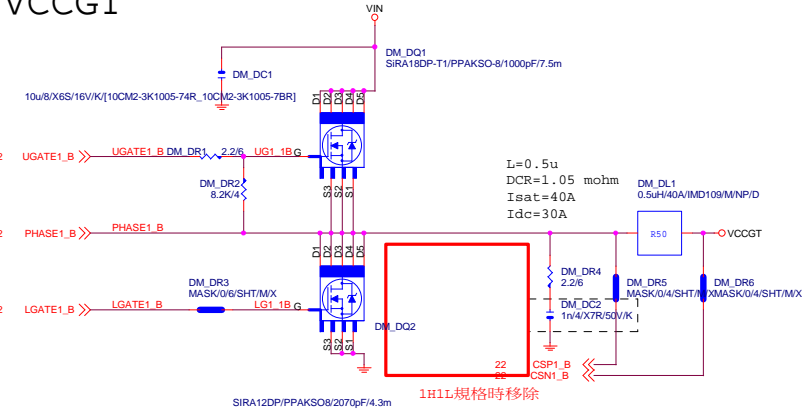 VCCGT
VIN
DM_DQ1
SiRA18DP-T1/PPAKSO-8/1000pF/7.5m
DM_DC1
10u/8/X6S/16V/K/[10CM2-3K1005-74R_10CM2-3K1005-7BR]
D1 D2 D3 D4 D5
2 UGATE1_B UGATE1_B DM_DR1 2.2/6 UG1_1B G
S3 S2 S1
DM_DR2
8.2K/4
L=0.5u
DCR=1.05 mohm
Isat=40A
Idc=30A
DM_DL1
0.5uH/40A/IMD109/M/NP/D
2 PHASE1_B PHASE1_B
R50
VCCGT
D1 D2 D3 D4 D5
DM_DR3
MASK/0/6/SHT/M/X
2 LGATE1_B LGATE1_B LG1_1B G
S3 S2 S1
DM_DQ2
SIRA12DP/PPAKSO8/2070pF/4.3m
DM_DR4
2.2/6
DM_DC2
1n/4/X7R/50V/K
DM_DR5
MASK/0/4/SHT/M/X
DM_DR6
MASK/0/4/SHT/M/X
22 CSP1_B
22 CSN1_B
1H1L規格時移除